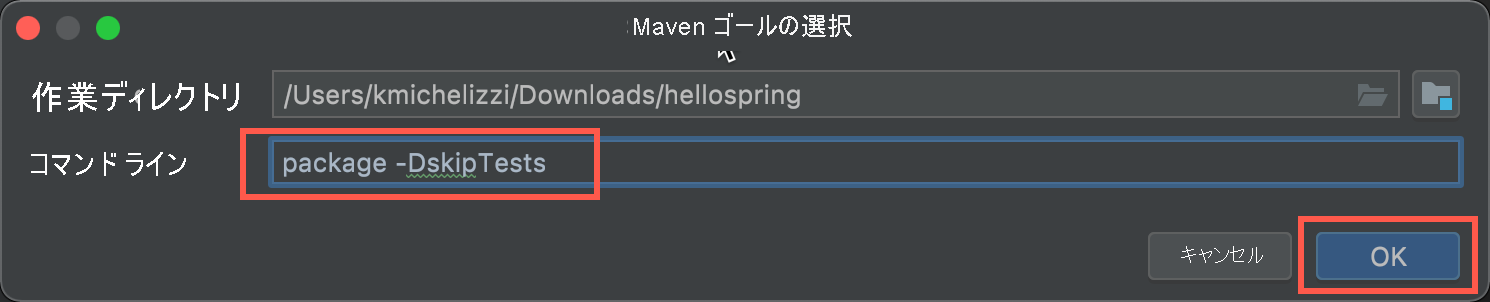 Maven ゴールの選択
作業ディレクトリ /Users/kmichelizzi/Downloads/hellospring
コマンド ライン package -DskipTests
キャンセル OK